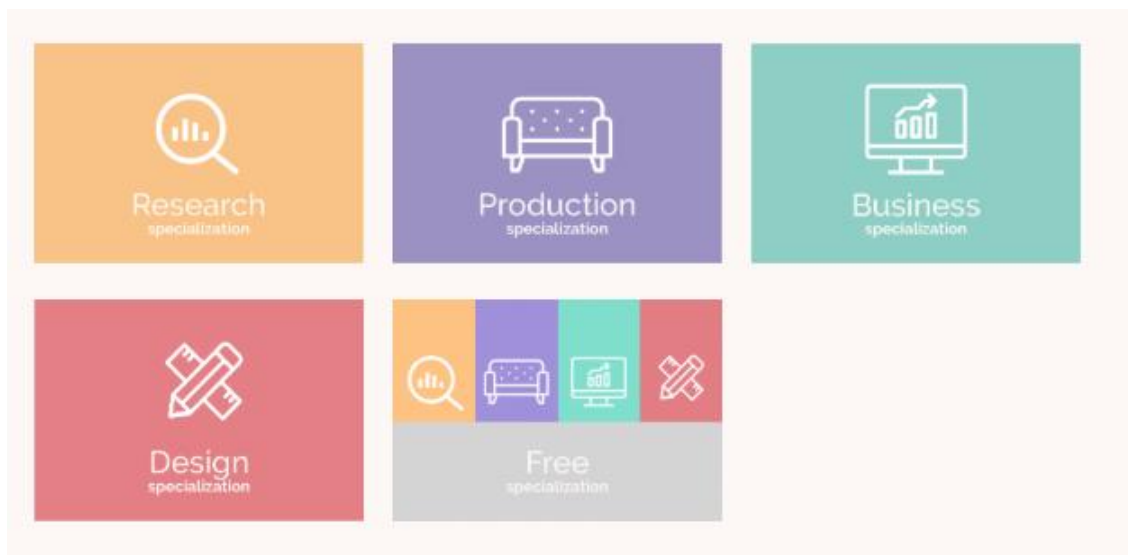 Research
specialization
Production
specialization
Business
specialization
Design
specialization
Free
specialization